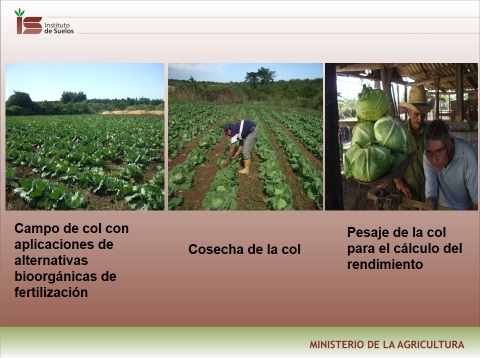 Instituto
de Suelos
Campo de col con
aplicaciones de
alternativas
bioorgánicas de
fertilización
Cosecha de la col
Pesaje de la col
para el cálculo del
rendimiento
MINISTERIO DE LA AGRICULTURA